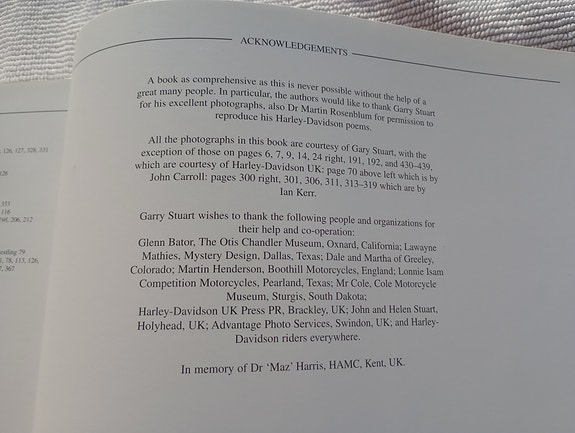 ACKNOWLEDGEMENTS
A book as comprehensive as this is never possible without the help of a
great many people. In particular, the authors would like to thank Garry Stuart
for his excellent photographs, also Dr Martin Rosenblum for permission to
reproduce his Harley-Davidson poems.
All the photographs in this book are courtesy of Gary Stuart, with the
exception of those on pages 6, 7, 9, 14, 24 right, 191, 192, and 430–439,
which are courtesy of Harley-Davidson UK: page 70 above left which is by
John Carroll: pages 300 right, 301, 306, 311, 313–319 which are by
Ian Kerr.
Garry Stuart wishes to thank the following people and organizations for
their help and co-operation:
Glenn Bator, The Otis Chandler Museum, Oxnard, California; Lawayne
Mathies, Mystery Design, Dallas, Texas; Dale and Martha of Greeley,
Colorado; Martin Henderson, Boothill Motorcycles, England; Lonnie Isam
Competition Motorcycles, Pearland, Texas; Mr Cole, Cole Motorcycle
Museum, Sturgis, South Dakota;
Harley-Davidson UK Press PR, Brackley, UK; John and Helen Stuart,
Holyhead, UK; Advantage Photo Services, Swindon, UK; and Harley-
Davidson riders everywhere.
In memory of Dr ‘Maz’ Harris, HAMC, Kent, UK.